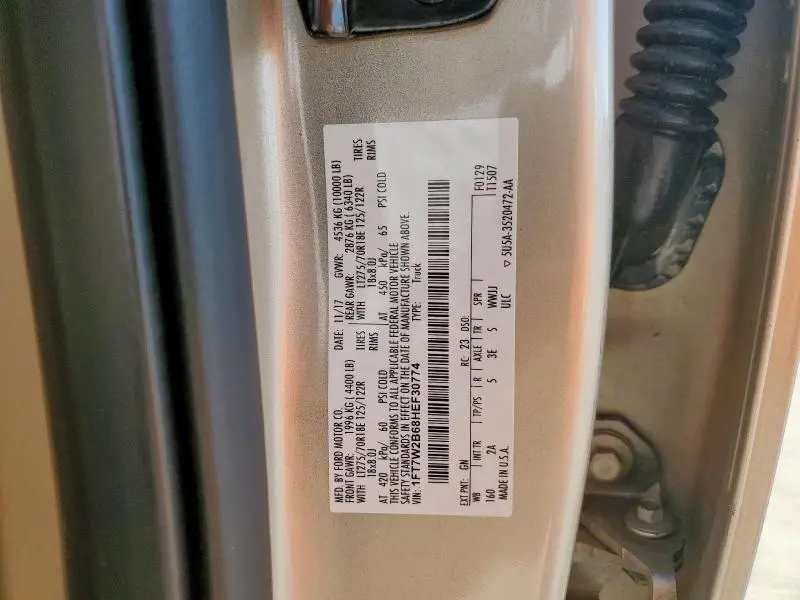 MFD. BY FORD MOTOR CO.
DATE: 11/17 GVWR: 4536 KG (10000 LB)
FRONT GAWR: 1996 KG ( 4400 LB) REAR GAWR: 2876 KG ( 6340 LB)
WITH LT275/70R18E 125/122R TIRES WITH LT275/70R18E 125/122R TIRES
18x8.0J RIMS 18x8.0J RIMS
AT 420 kPa/ 60 PSI COLD AT 450 kPa/ 65 PSI COLD
THIS VEHICLE CONFORMS TO ALL APPLICABLE FEDERAL MOTOR VEHICLE
SAFETY STANDARDS IN EFFECT ON THE DATE OF MANUFACTURE SHOWN ABOVE.
VIN: 1FT7W2B68HEF30774 TYPE: Truck
F0129
T1507
EXT PNT: GN RC: 23 DSO:
WB INT TR TP/PS R AXLE TR SPR
160 2A 5 3E S WWJJ
MADE IN U.S.A. ULC
▽ 5U5A-3520472-AA